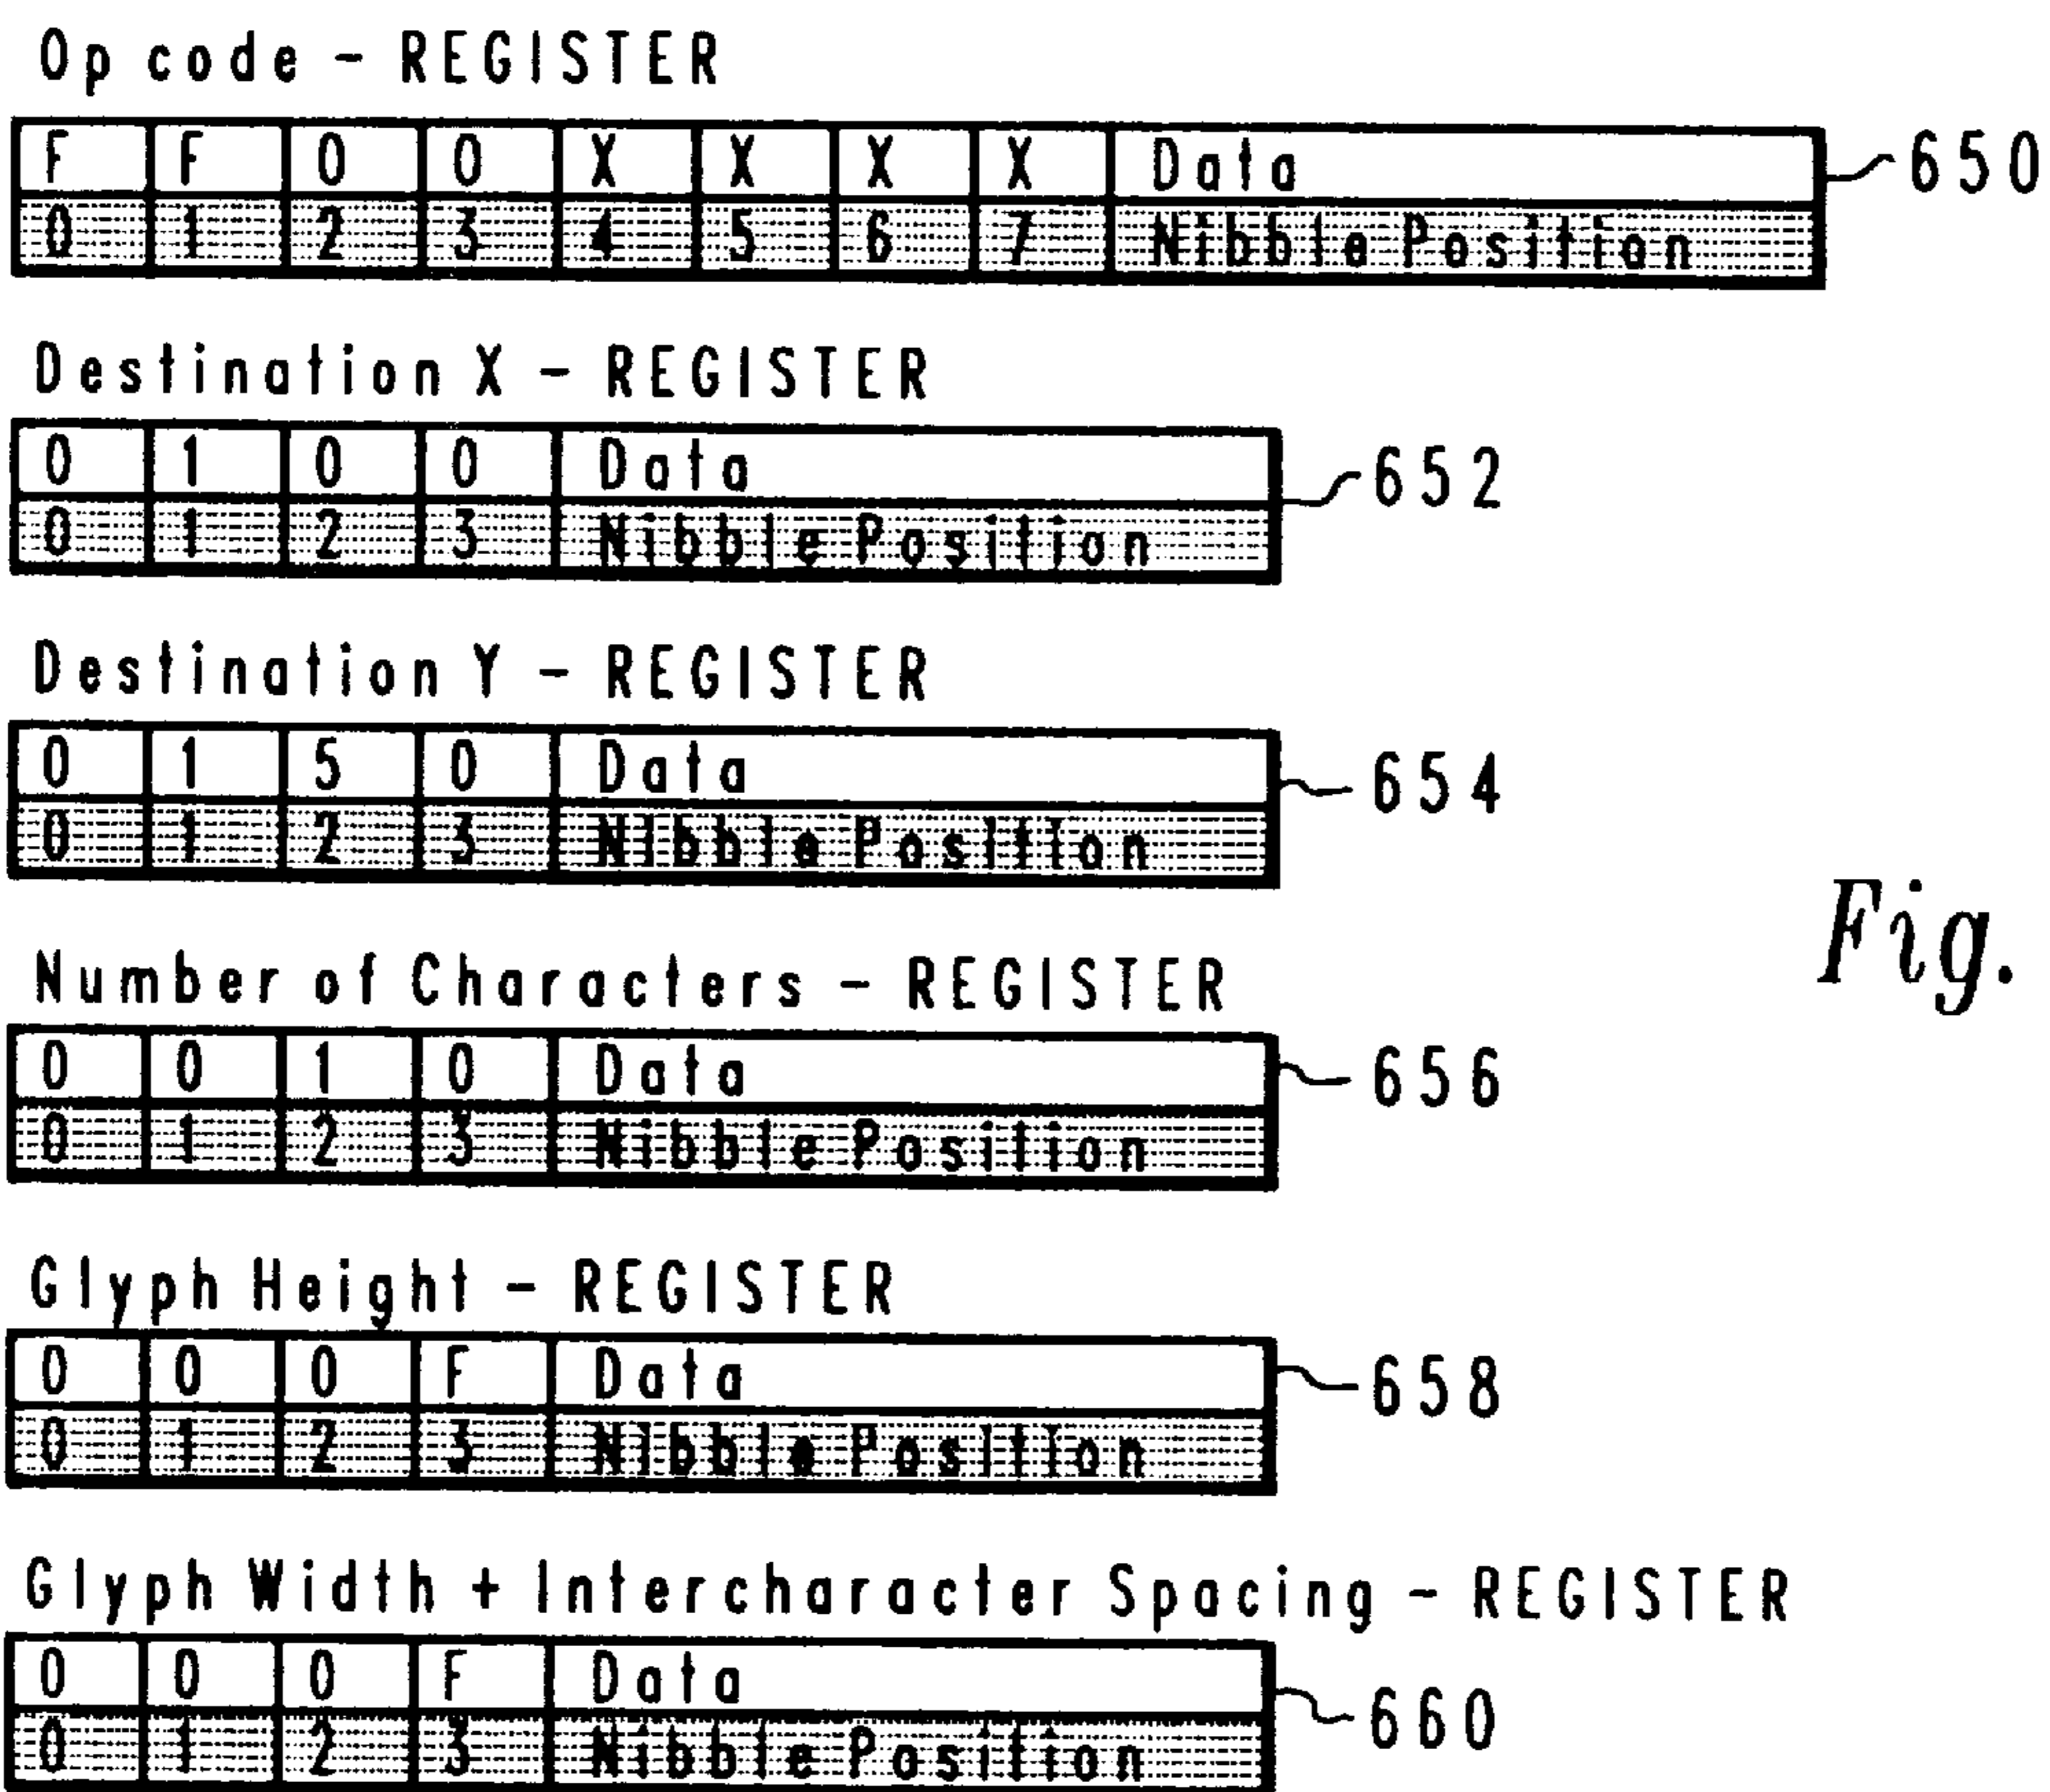 Op code - REGISTER
F F 0 0 X X X X Data
650
0 1 2 3 4 5 6 7 Nibble Position
Destination X - REGISTER
0 1 0 0 Data
652
0 1 2 3 Nibble Position
Destination Y - REGISTER
0 1 5 0 Data
654
0 1 2 3 Nibble Position
Fig.
Number of Characters - REGISTER
0 0 1 0 Data
656
0 1 2 3 Nibble Position
Glyph Height - REGISTER
0 0 0 F Data
658
0 1 2 3 Nibble Position
Glyph Width + Intercharacter Spacing - REGISTER
0 0 0 F Data
660
0 1 2 3 Nibble Position